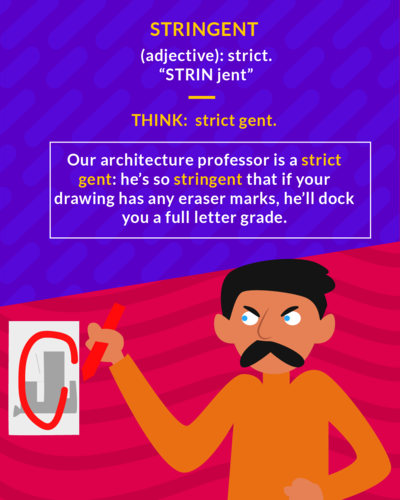 STRINGENT
(adjective): strict.
“STRIN jent”
THINK: strict gent.
Our architecture professor is a strict
gent: he’s so stringent that if your
drawing has any eraser marks, he’ll dock
you a full letter grade.
C